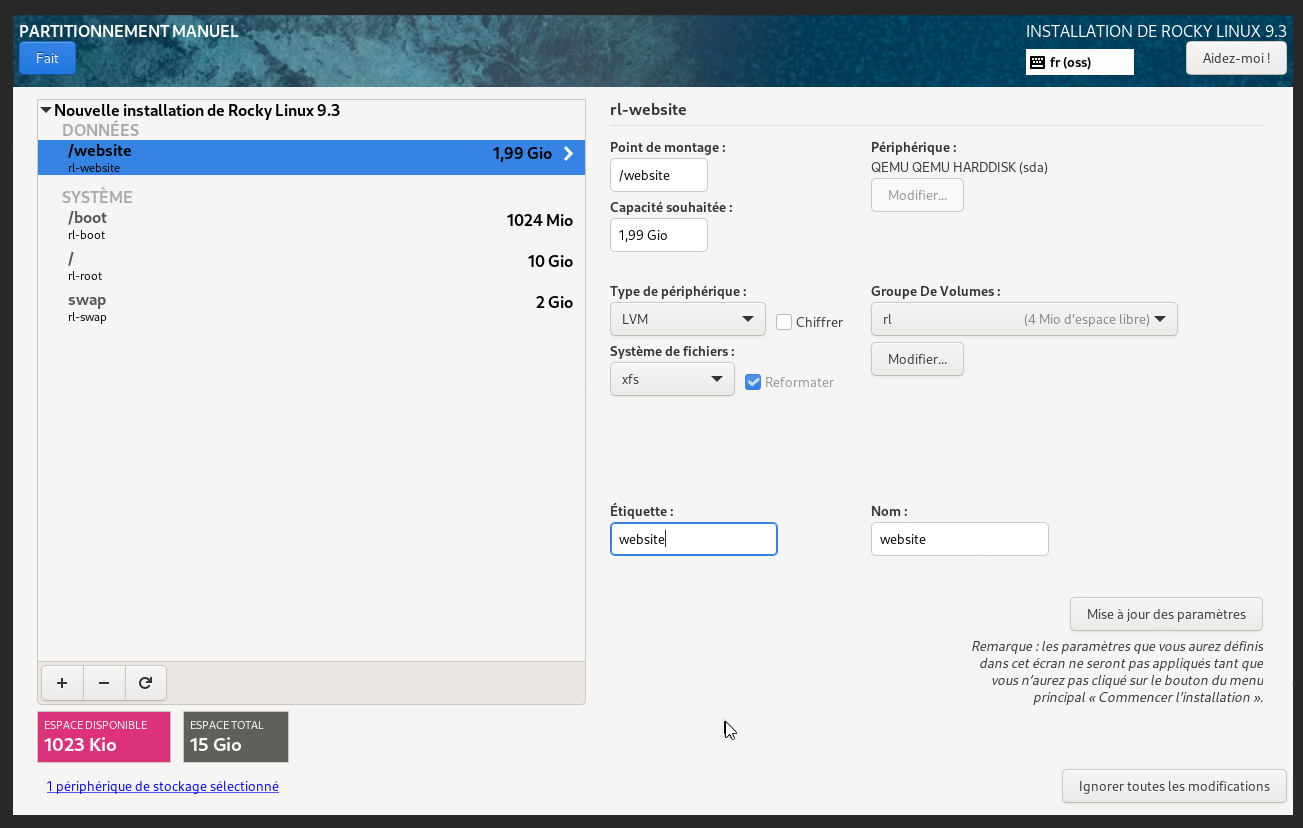 PARTITIONNEMENT MANUEL
INSTALLATION DE ROCKY LINUX 9.3
Fait
fr (oss)
Aidez-moi !
Nouvelle installation de Rocky Linux 9.3
DONNÉES
/website
1,99 Gio
rl-website
SYSTÈME
/boot
1024 Mio
rl-boot
/
10 Gio
rl-root
swap
2 Gio
rl-swap
rl-website
Point de montage :
/website
Périphérique :
QEMU QEMU HARDDISK (sda)
Modifier...
Capacité souhaitée :
1,99 Gio
Type de périphérique :
LVM
Chiffrer
Groupe De Volumes :
rl (4 Mio d'espace libre)
Système de fichiers :
xfs
Reformater
Modifier...
Étiquette :
website
Nom :
website
Mise à jour des paramètres
Remarque : les paramètres que vous aurez définis
dans cet écran ne seront pas appliqués tant que
vous n'aurez pas cliqué sur le bouton du menu
principal « Commencer l'installation ».
ESPACE DISPONIBLE
1023 Kio
ESPACE TOTAL
15 Gio
1 périphérique de stockage sélectionné
Ignorer toutes les modifications